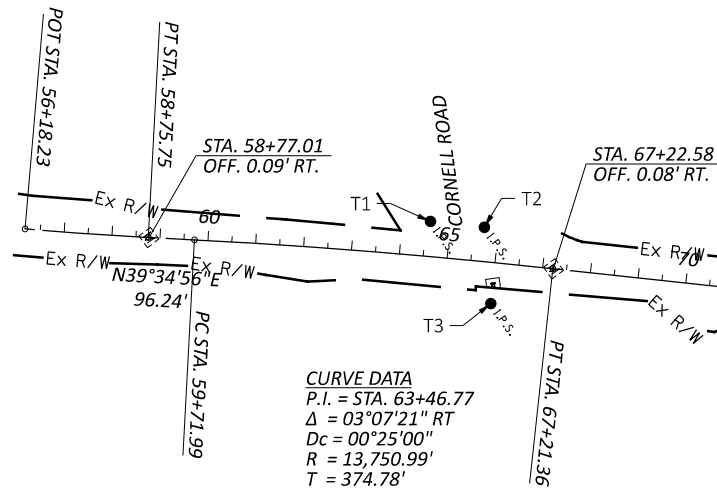 POT STA. 56+18.23
PT STA. 58+75.75
STA. 58+77.01
OFF. 0.09' RT.
CORNELL ROAD
STA. 67+22.58
OFF. 0.08' RT.
T1
T2
I.P.S.
I.P.S.
Ex R/W
60
65
Ex R/W
70
Ex R/W
Ex R/W
N39°34'56"E
96.24'
Ex R/W
T3
I.P.S.
PC STA. 59+71.99
PT STA. 67+21.36
CURVE DATA
P.I. = STA. 63+46.77
Δ = 03°07'21" RT
Dc = 00°25'00"
R = 13,750.99'
T = 374.78'